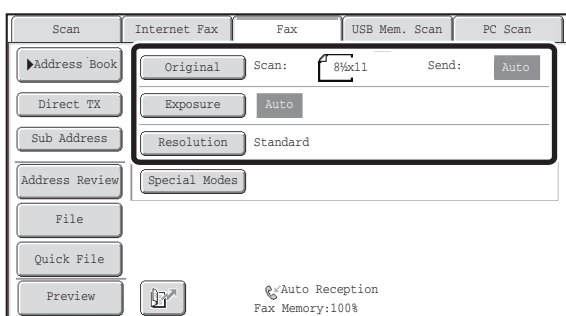 Scan Internet Fax Fax USB Mem. Scan PC Scan
Address Book
Original Scan: 8½x11 Send: Auto
Direct TX
Exposure Auto
Sub Address
Resolution Standard
Address Review
Special Modes
File
Quick File
Preview
Auto Reception
Fax Memory:100%